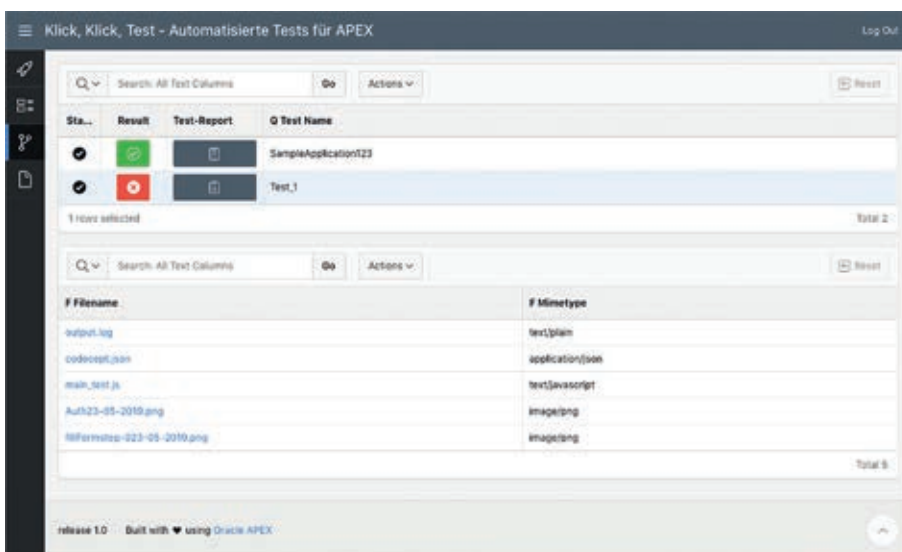 Klick, Klick, Test - Automatisierte Tests für APEX
Log Out
Search: All Text Columns Go Actions Reset
Sta... Result Test-Report Q Test Name
SampleApplication123
Test_1
1 rows selected Total 2
Search: All Text Columns Go Actions Reset
F Filename F Mimetype
output.log text/plain
codecept.json application/json
main_test.js text/javascript
Auth23-05-2019.png image/png
image/png
Total 5
release 1.0 Built with ♥ using Oracle APEX